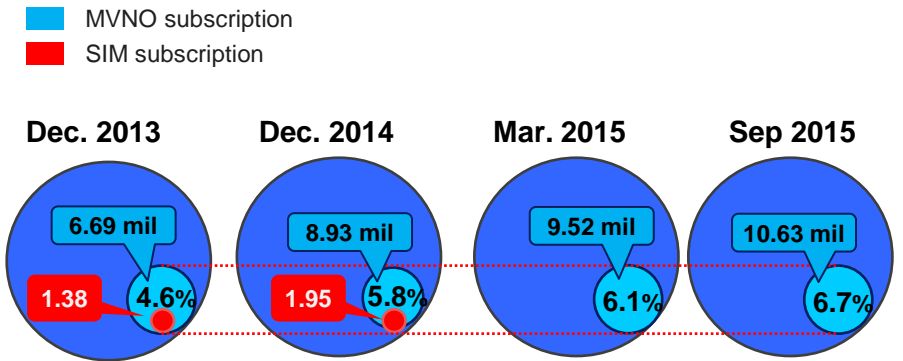 MVNO subscription
SIM subscription
Dec. 2013
Dec. 2014
Mar. 2015
Sep 2015
6.69 mil
8.93 mil
9.52 mil
10.63 mil
1.38
4.6%
1.95
5.8%
6.1%
6.7%